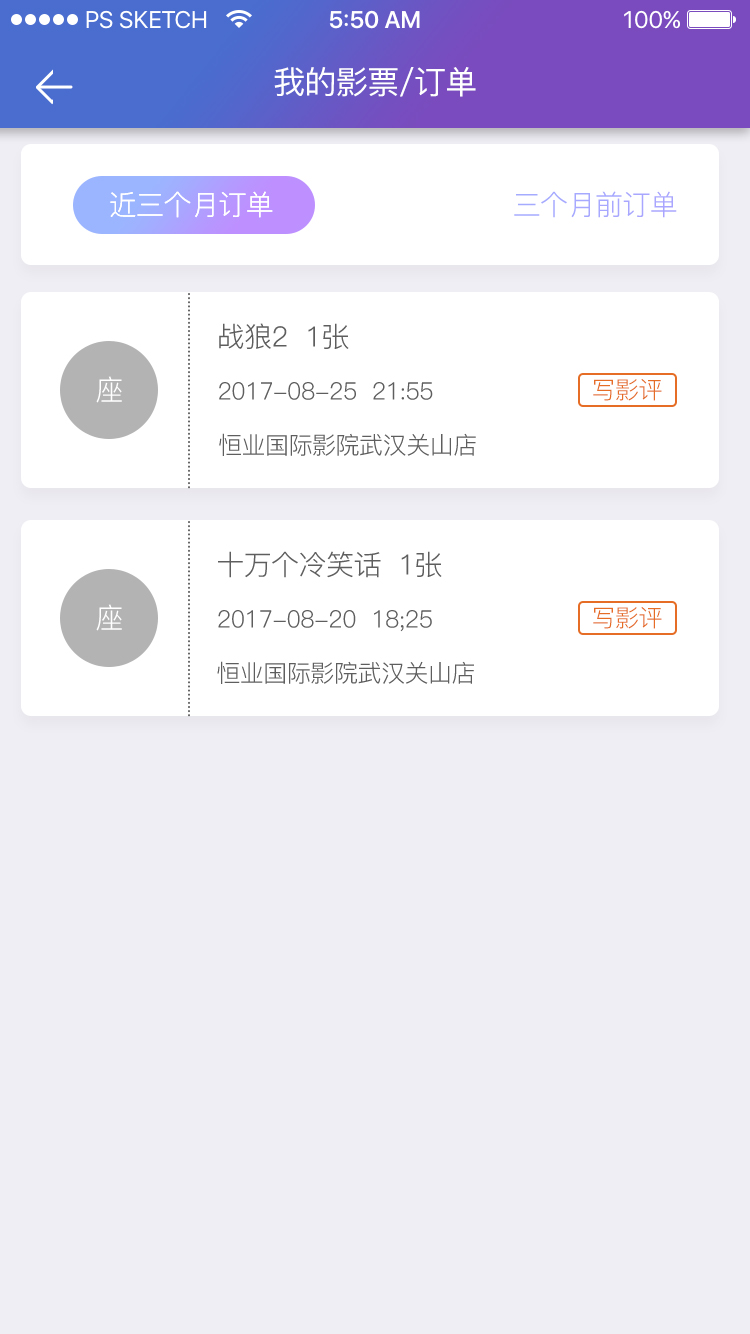 PS SKETCH 5:50 AM 100%
我的影票/订单
近三个月订单 三个月前订单
战狼2 1张
座 2017-08-25 21:55 写影评
恒业国际影院武汉关山店
十万个冷笑话 1张
座 2017-08-20 18;25 写影评
恒业国际影院武汉关山店